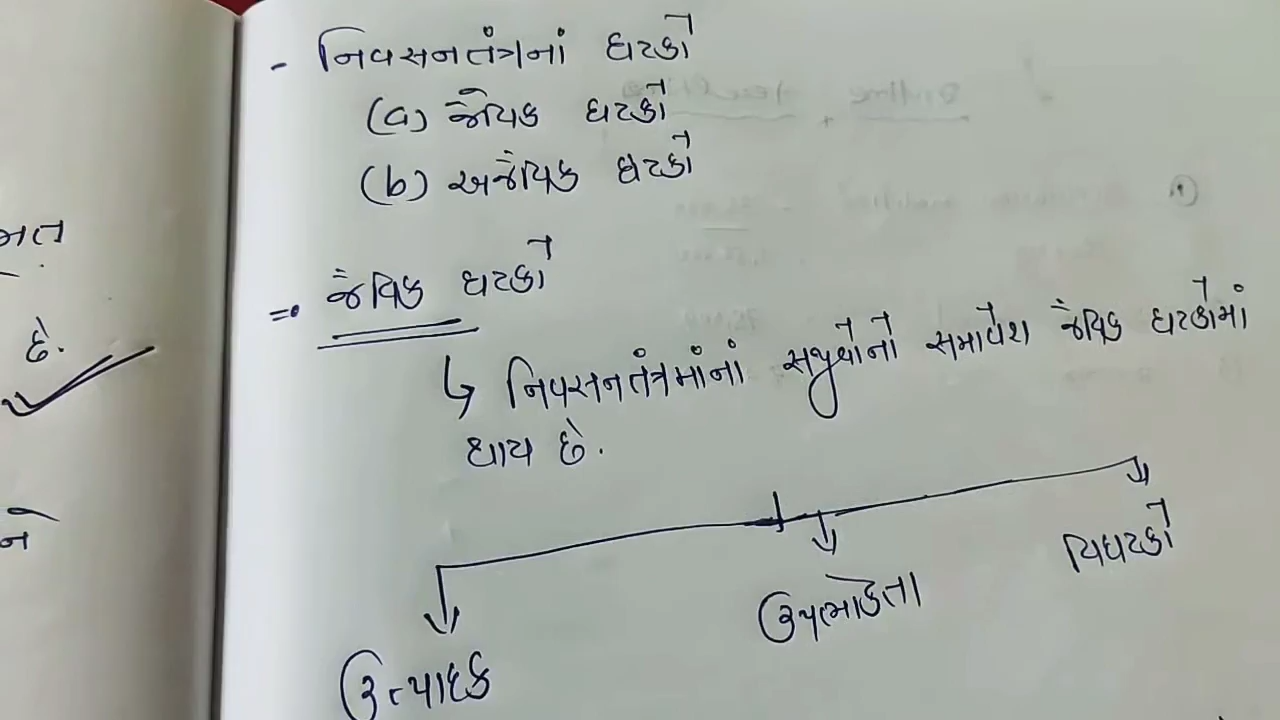 - નિવસનતંત્રનાં ઘટકો
(a) જૈવિક ઘટકો
(b) અજૈવિક ઘટકો
=> જૈવિક ઘટકો
↳ નિવસનતંત્રમાંનાં સજીવોનો સમાવેશ જૈવિક ઘટકોમાં
થાય છે.
ઉત્પાદક ઉપભોક્તા વિઘટકો
છે.